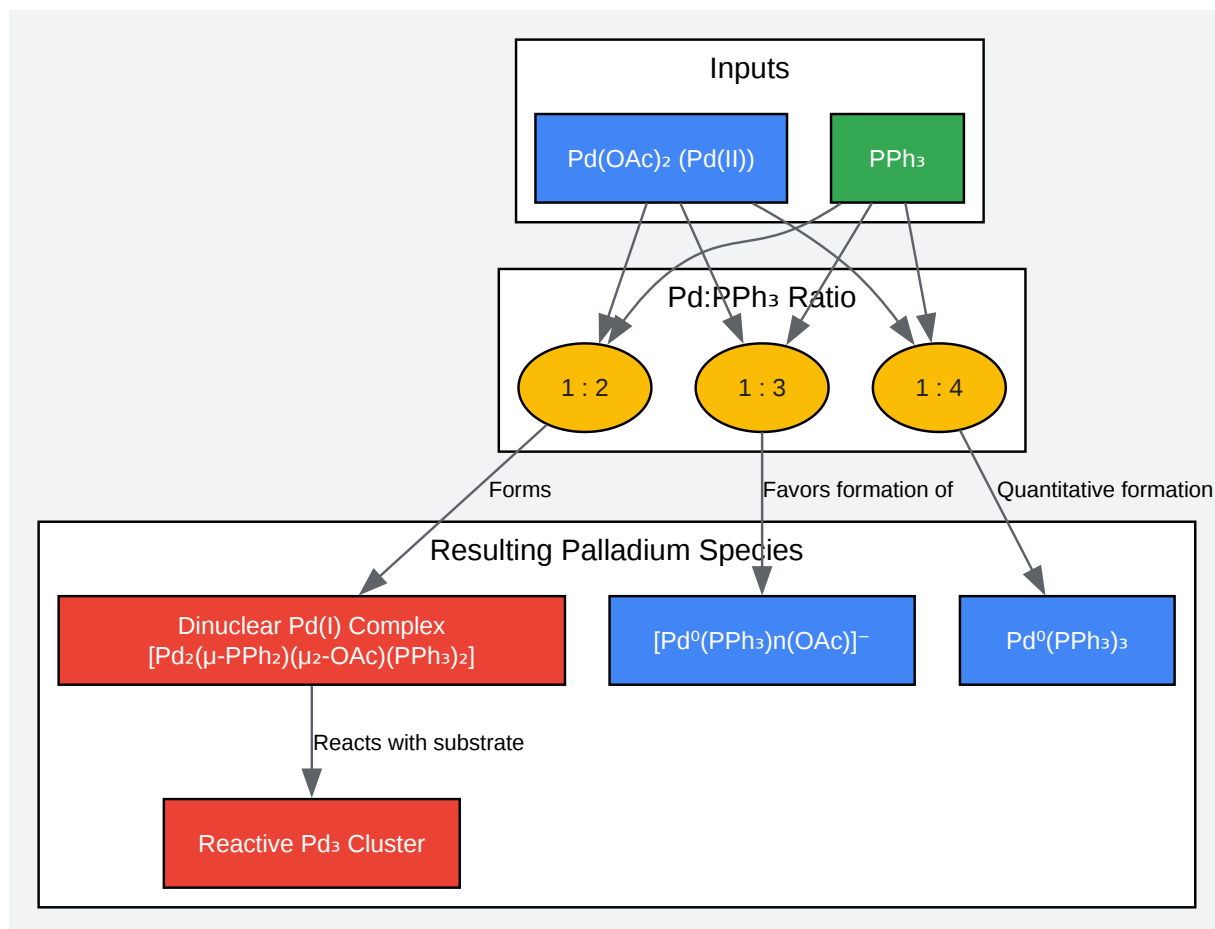 Inputs
Pd(OAc)₂ (Pd(II))
PPh₃
Pd:PPh₃ Ratio
1 : 2
1 : 3
1 : 4
Forms
Favors formation of
Quantitative formation
Resulting Palladium Species
Dinuclear Pd(I) Complex
[Pd₂(μ-PPh₂)(μ₂-OAc)(PPh₃)₂]
[Pd⁰(PPh₃)n(OAc)]⁻
Pd⁰(PPh₃)₃
Reacts with substrate
Reactive Pd₃ Cluster